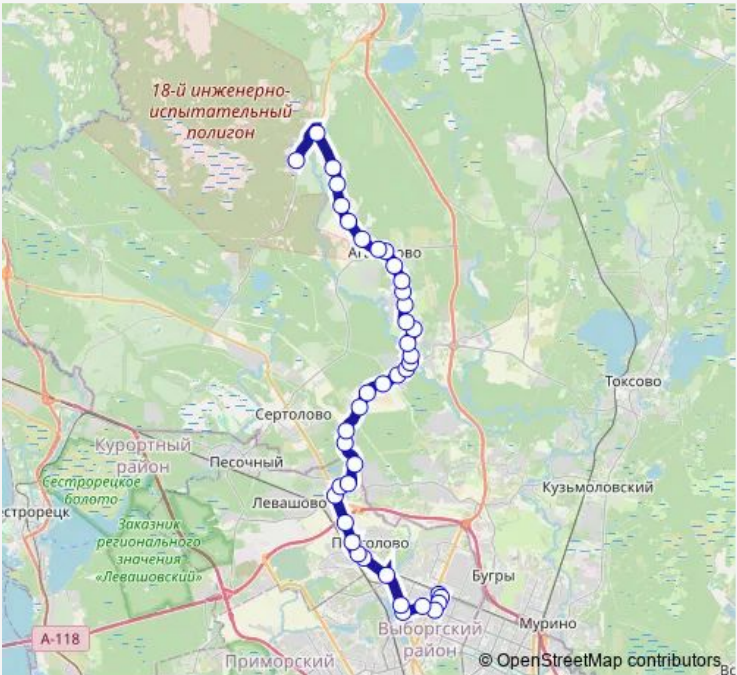 18-й инженерно-
испытательный
полигон
Токсово
Сертолово
Курортный
район
Песочный
сестрорецкое
болото
Левашово
Кузьмоловский
естрорецк
Заказник
регионального
значения
«Левашовский»
Бугры
Мурино
А-118
Выборгский
район
Приморский
© OpenStreetMap contributors